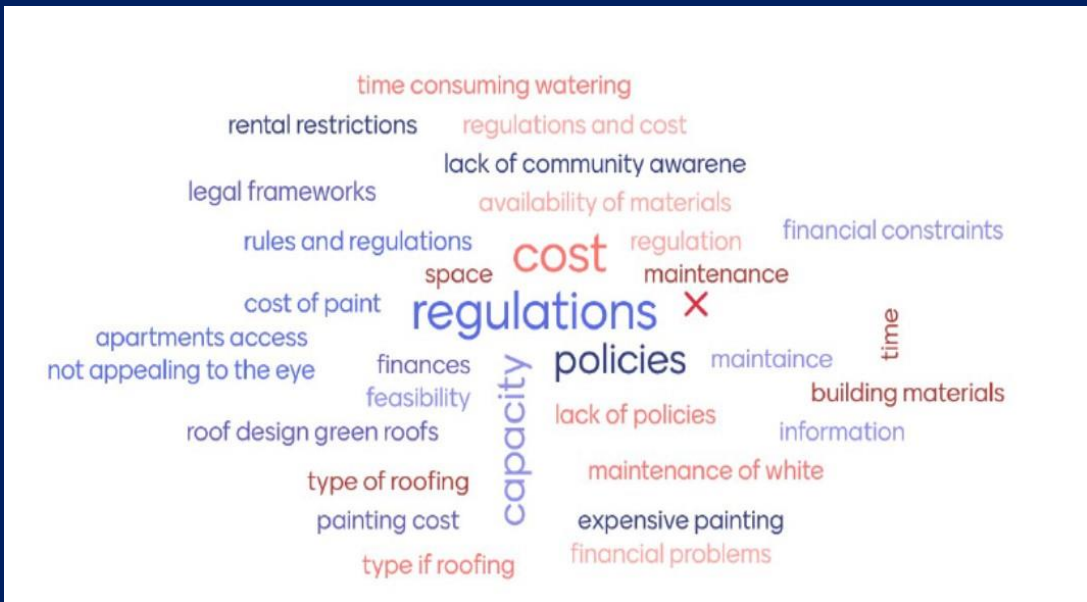 time consuming watering
rental restrictions
regulations and cost
lack of community awarene
legal frameworks
availability of materials
financial constraints
rules and regulations
cost
regulation
space
maintenance
cost of paint
regulations
×
time
apartments access
policies
maintaince
not appealing to the eye
finances
capacity
building materials
feasibility
lack of policies
roof design green roofs
information
type of roofing
maintenance of white
painting cost
expensive painting
type if roofing
financial problems